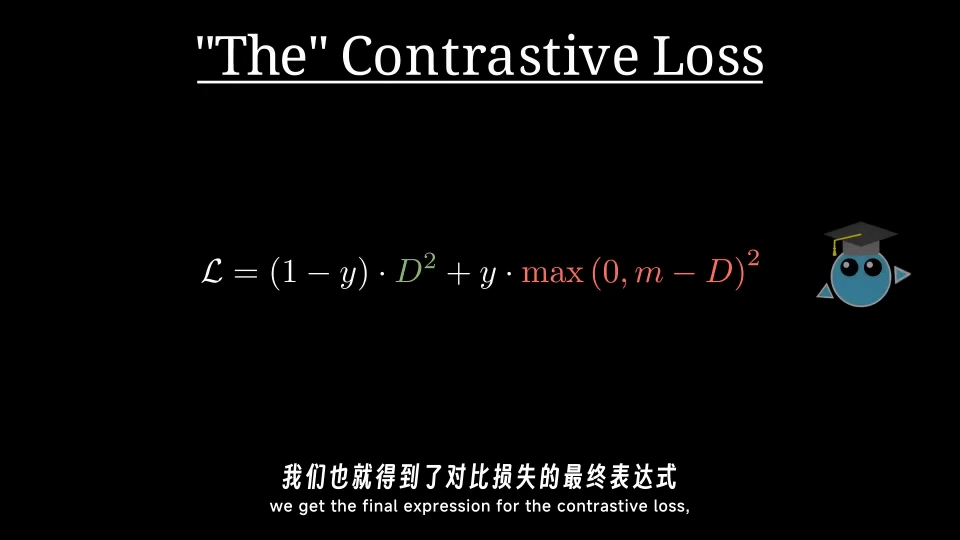 "The" Contrastive Loss
ℒ = (1 − y) · D² + y · max (0, m − D)²
我们也就得到了对比损失的最终表达式
we get the final expression for the contrastive loss,